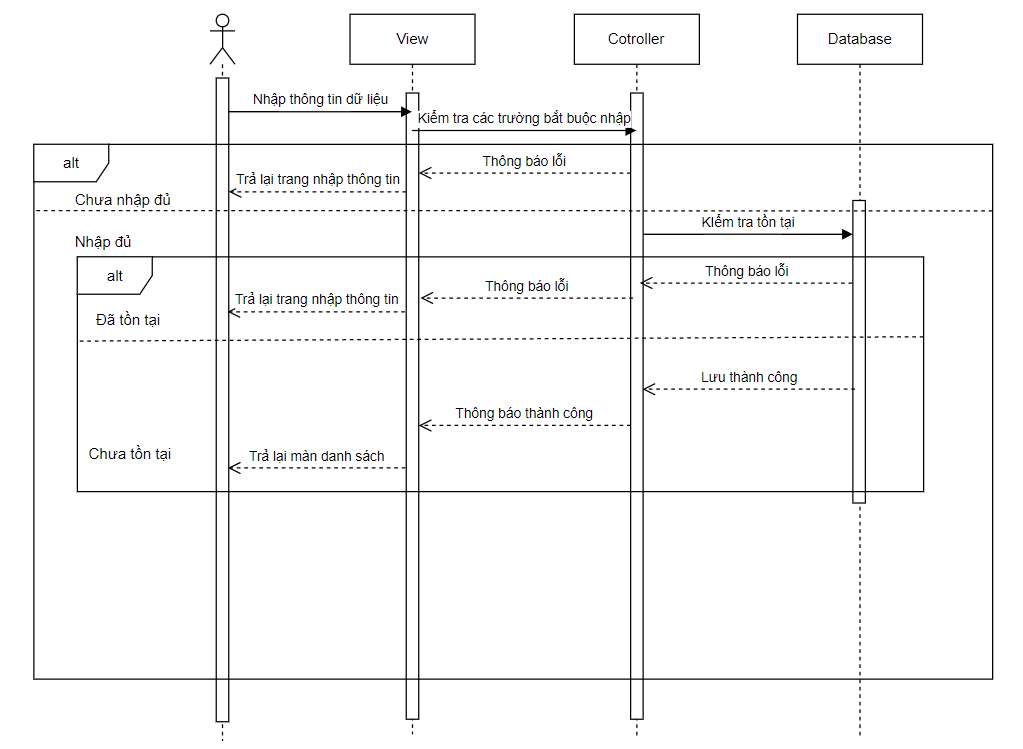 View
Cotroller
Database
Nhập thông tin dữ liệu
Kiểm tra các trường bắt buộc nhập
alt
Thông báo lỗi
Trả lại trang nhập thông tin
Chưa nhập đủ
KIểm tra tồn tại
Nhập đủ
alt
Thông báo lỗi
Thông báo lỗi
Trả lại trang nhập thông tin
Đã tồn tại
Lưu thành công
Thông báo thành công
Chưa tồn tại
Trả lại màn danh sách